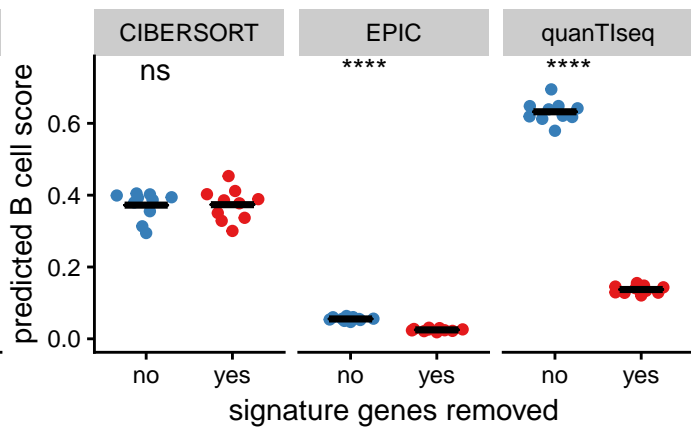 CIBERSORT
EPIC
quanTIseq
ns
****
****
predicted B cell score
0.6
0.4
0.2
0.0
no yes
no yes
no yes
signature genes removed